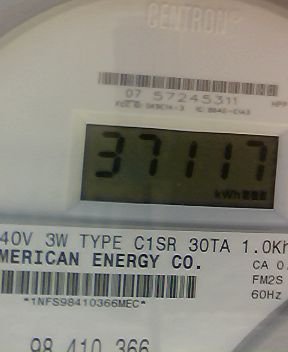 CENTRON®
07 57245311
37117
kWh
40V 3W TYPE C1SR 30TA 1.0Kh
MERICAN ENERGY CO.
CA 0.
FM2S
60Hz
*1NFS98410366MEC*
98 410 366